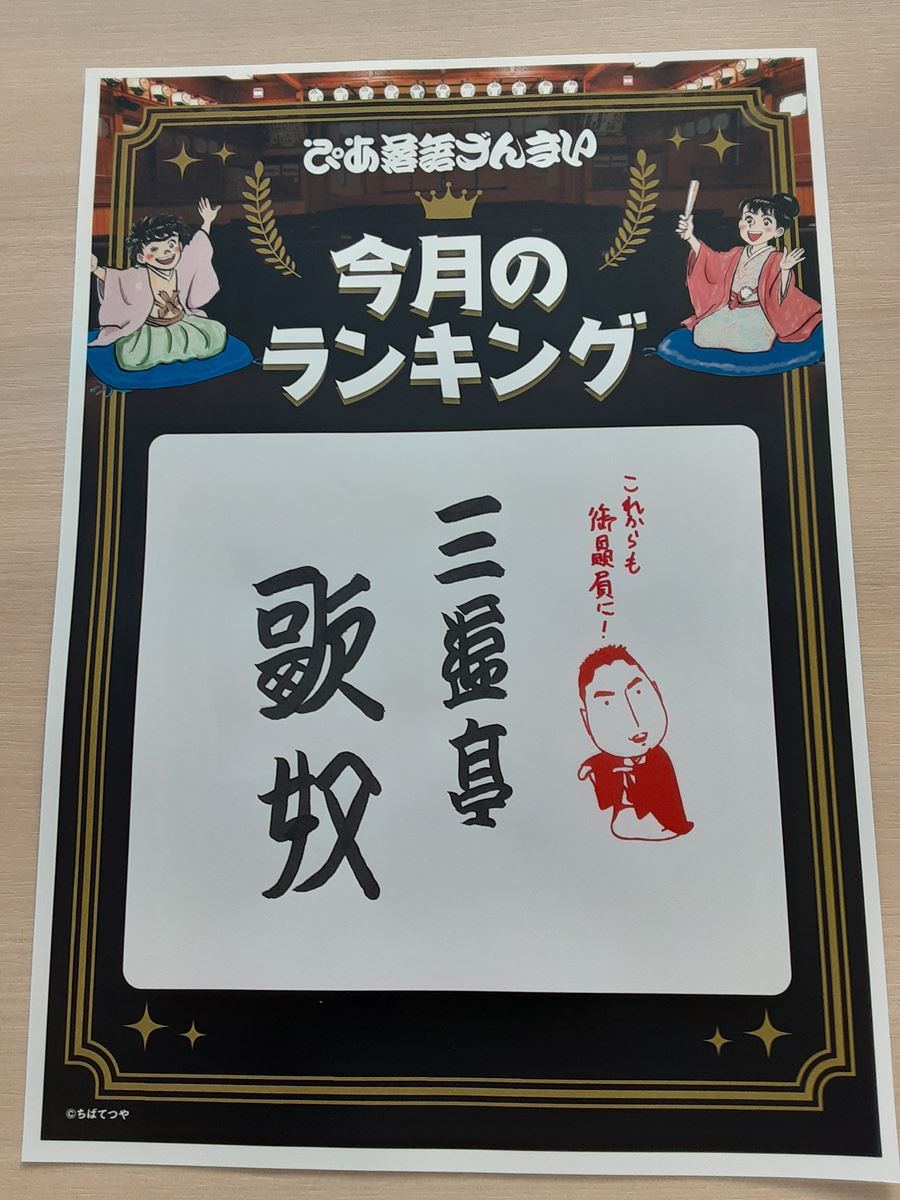 ぴあ落語ざんまい
今月の
ランキング
これからも
御贔屓に！
三遊亭
歌奴
©ちばてつや